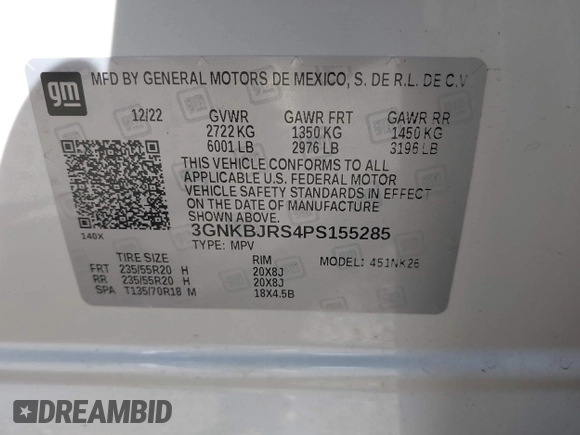 gm MFD BY GENERAL MOTORS DE MEXICO, S. DE R.L. DE C.V
12/22 GVWR GAWR FRT GAWR RR
2722 KG 1350 KG 1450 KG
6001 LB 2976 LB 3196 LB
THIS VEHICLE CONFORMS TO ALL
APPLICABLE U.S. FEDERAL MOTOR
VEHICLE SAFETY STANDARDS IN EFFECT
ON THE DATE OF MANUFACTURE
SHOWN ABOVE.
140X 3GNKBJRS4PS155285
TYPE: MPV
TIRE SIZE RIM MODEL: 451NK26
FRT 235/55R20 H 20X8J
RR 235/55R20 H 20X8J
SPA T135/70R18 M 18X4.5B
DREAMBID